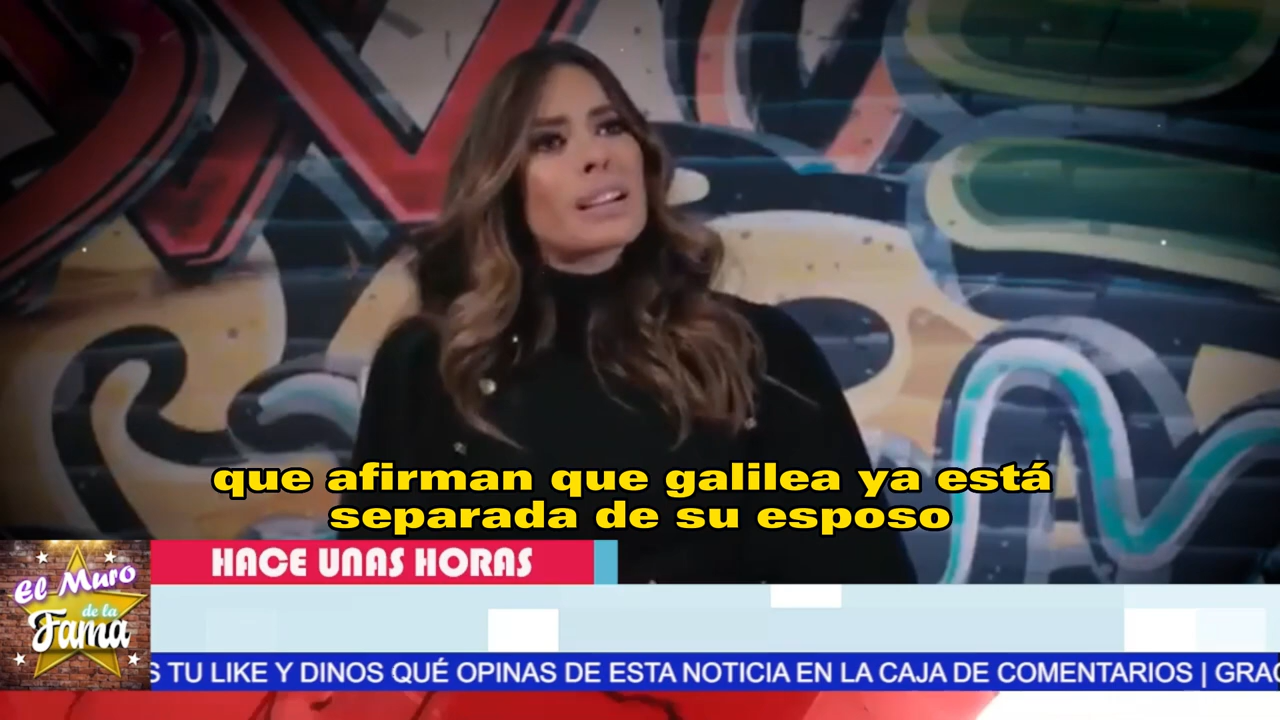 que afirman que galilea ya está
separada de su esposo
HACE UNAS HORAS
El Muro
de la
Fama
S TU LIKE Y DINOS QUÉ OPINAS DE ESTA NOTICIA EN LA CAJA DE COMENTARIOS | GRAC